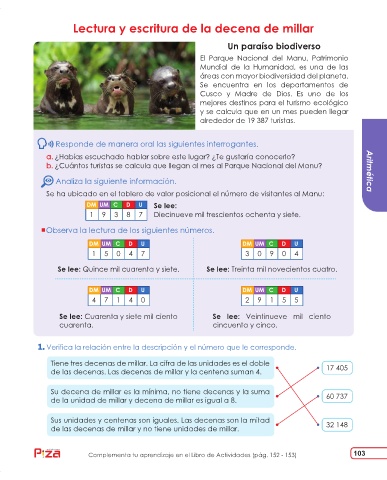 Lectura y escritura de la decena de millar
Un paraíso biodiverso
El Parque Nacional del Manu, Patrimonio
Mundial de la Humanidad, es una de las
áreas con mayor biodiversidad del planeta.
Se encuentra en los departamentos de
Cusco y Madre de Dios. Es uno de los
mejores destinos para el turismo ecológico
y se calcula que en un mes pueden llegar
alrededor de 19 387 turistas.
Responde de manera oral las siguientes interrogantes.
a. ¿Habías escuchado hablar sobre este lugar? ¿Te gustaría conocerlo?
b. ¿Cuántos turistas se calcula que llegan al mes al Parque Nacional del Manu?
Analiza la siguiente información.
Se ha ubicado en el tablero de valor posicional el número de visitantes al Manu:
DM UM C D U
1 9 3 8 7
Se lee:
Diecinueve mil trescientos ochenta y siete.
Observa la lectura de los siguientes números.
DM UM C D U
1 5 0 4 7
Se lee: Quince mil cuarenta y siete.
DM UM C D U
3 0 9 0 4
Se lee: Treinta mil novecientos cuatro.
DM UM C D U
4 7 1 4 0
Se lee: Cuarenta y siete mil ciento
cuarenta.
DM UM C D U
2 9 1 5 5
Se lee: Veintinueve mil ciento
cincuenta y cinco.
1. Verifica la relación entre la descripción y el número que le corresponde.
Tiene tres decenas de millar. La cifra de las unidades es el doble
de las decenas. Las decenas de millar y la centena suman 4.
17 405
Su decena de millar es la mínima, no tiene decenas y la suma
de la unidad de millar y decena de millar es igual a 8.
60 737
Sus unidades y centenas son iguales. Las decenas son la mitad
de las decenas de millar y no tiene unidades de millar.
32 148
Aritmética
Pizza
Complementa tu aprendizaje en el Libro de Actividades (pág. 152 - 153)
103